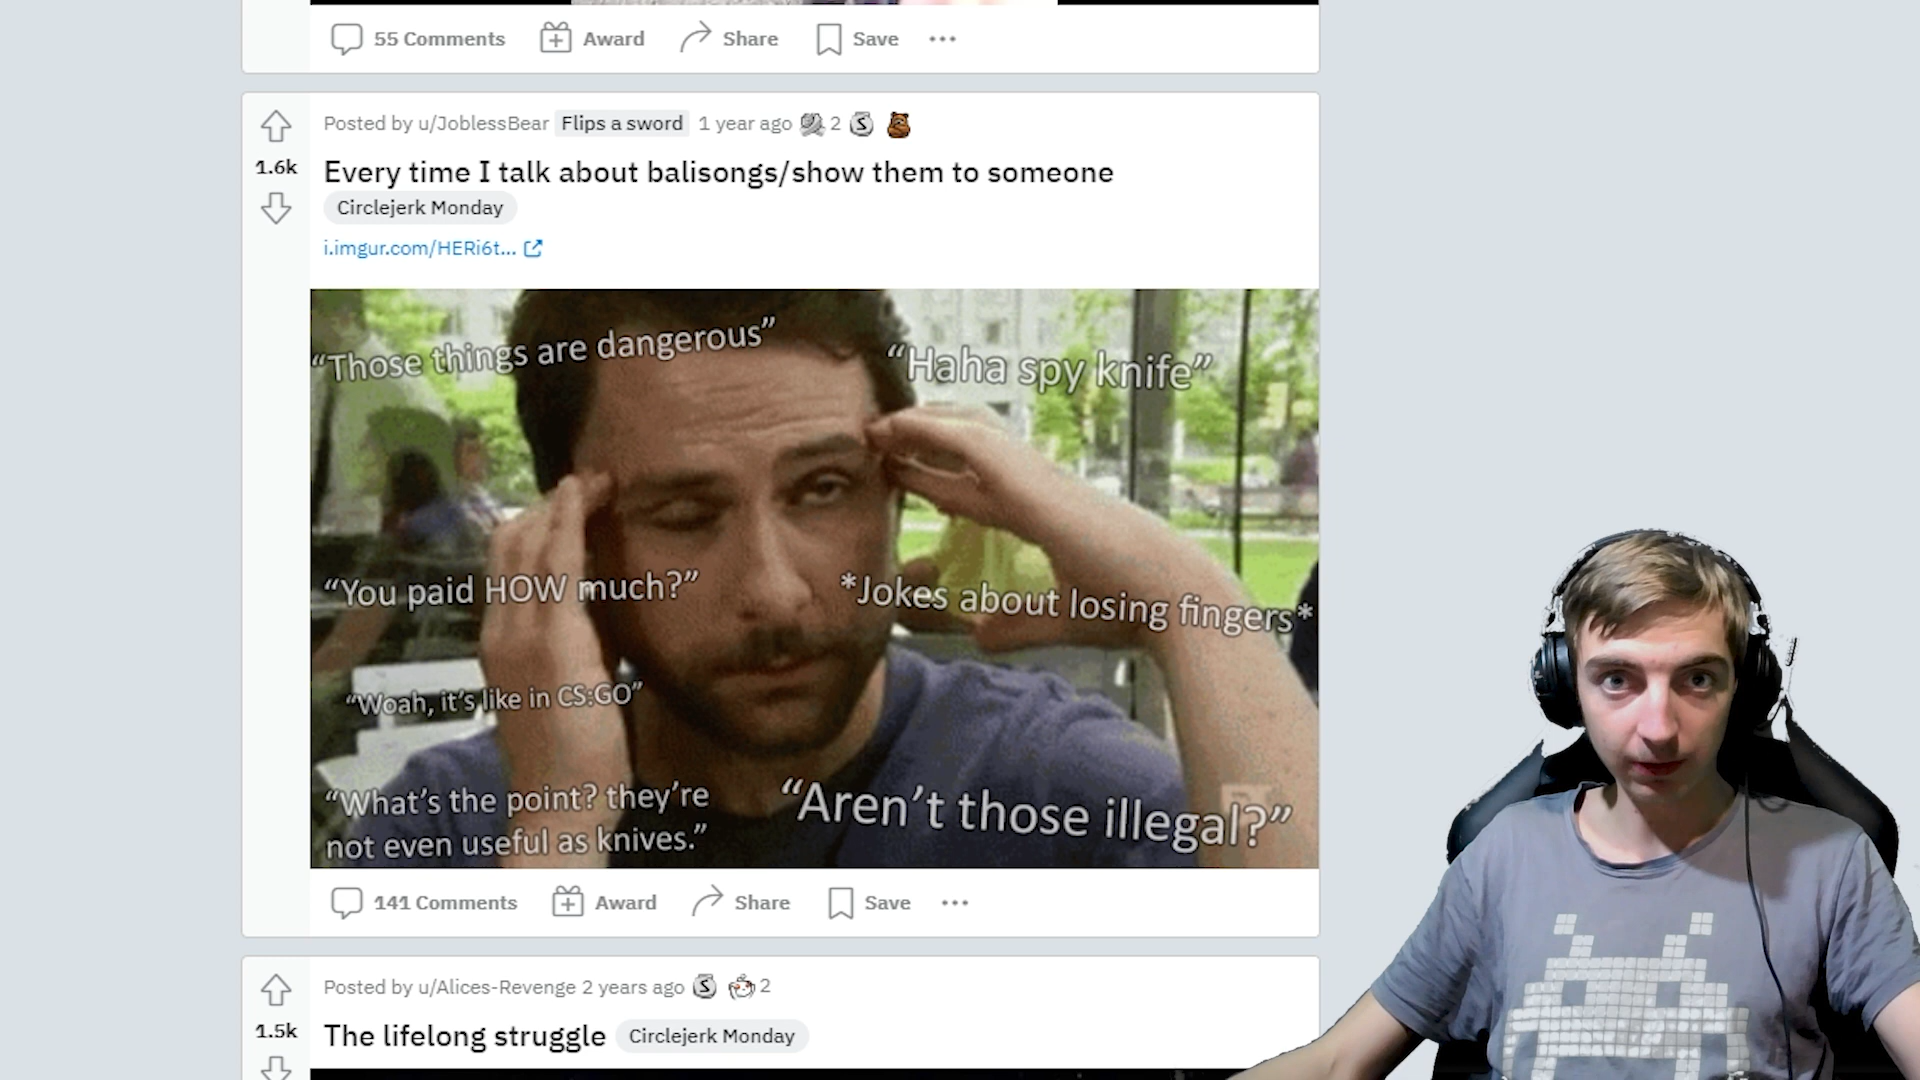 55 Comments Award Share Save
Posted by u/JoblessBear Flips a sword 1 year ago 2 S
1.6k
Every time I talk about balisongs/show them to someone
Circlejerk Monday
i.imgur.com/HERi6t...
“Those things are dangerous”
“Haha spy knife”
“You paid HOW much?”
*Jokes about losing fingers*
“Woah, it’s like in CS:GO”
“What’s the point? they’re
not even useful as knives.”
“Aren’t those illegal?”
141 Comments Award Share Save
Posted by u/Alices-Revenge 2 years ago S 2
1.5k
The lifelong struggle Circlejerk Monday